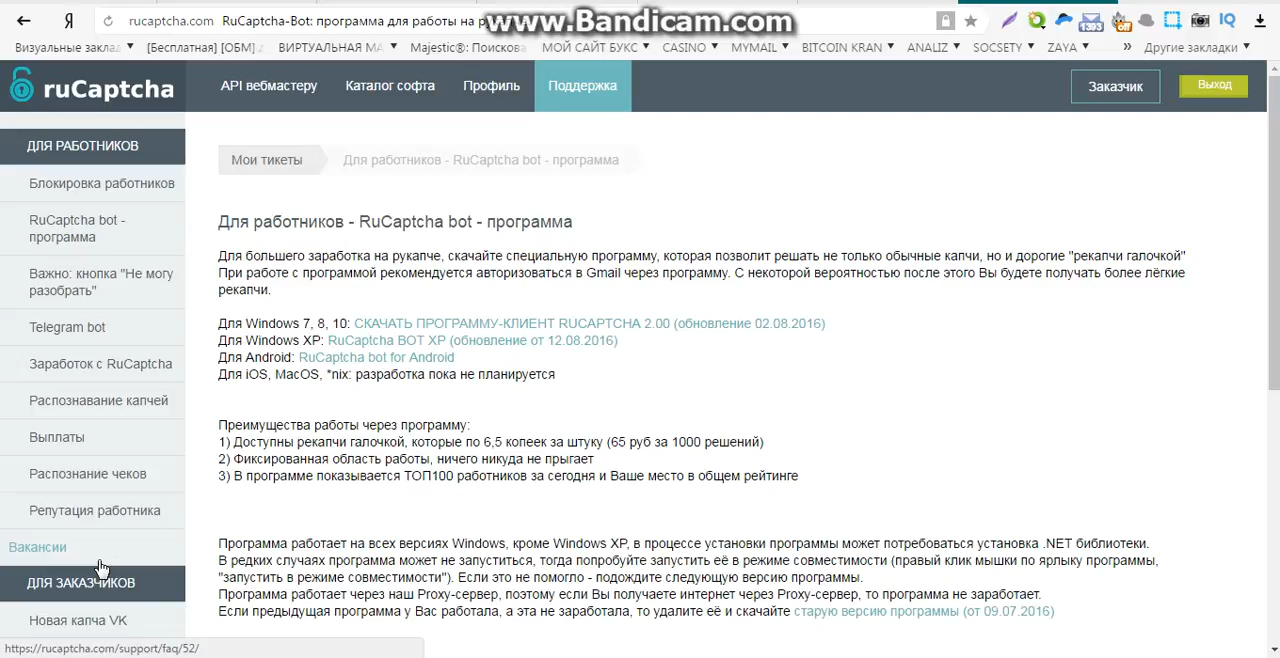 rucaptcha.com RuCaptcha-Bot: программа для работы на р
www.Bandicam.com
1393
off
IQ
Визуальные заклад
[Бесплатная] [ОБМ]
ВИРТУАЛЬНАЯ МА
Majestic®: Поискова
МОЙ САЙТ БУКС
CASINO
MYMAIL
BITCOIN KRAN
ANALIZ
SOCSETY
ZAYA
»
Другие закладки
ruCaptcha
API вебмастеру
Каталог софта
Профиль
Поддержка
Заказчик
Выход
ДЛЯ РАБОТНИКОВ
Блокировка работников
RuCaptcha bot -
программа
Важно: кнопка "Не могу
разобрать"
Telegram bot
Заработок с RuCaptcha
Распознавание капчей
Выплаты
Распознание чеков
Репутация работника
Вакансии
ДЛЯ ЗАКАЗЧИКОВ
Новая капча VK
Мои тикеты
Для работников - RuCaptcha bot - программа
Для работников - RuCaptcha bot - программа
Для большего заработка на рукапче, скачайте специальную программу, которая позволит решать не только обычные капчи, но и дорогие "рекапчи галочкой"
При работе с программой рекомендуется авторизоваться в Gmail через программу. С некоторой вероятностью после этого Вы будете получать более лёгкие
рекапчи.
Для Windows 7, 8, 10: СКАЧАТЬ ПРОГРАММУ-КЛИЕНТ RUCAPTCHA 2.00 (обновление 02.08.2016)
Для Windows XP: RuCaptcha BOT XP (обновление от 12.08.2016)
Для Android: RuCaptcha bot for Android
Для iOS, MacOS, *nix: разработка пока не планируется
Преимущества работы через программу:
1) Доступны рекапчи галочкой, которые по 6,5 копеек за штуку (65 руб за 1000 решений)
2) Фиксированная область работы, ничего никуда не прыгает
3) В программе показывается ТОП100 работников за сегодня и Ваше место в общем рейтинге
Программа работает на всех версиях Windows, кроме Windows XP, в процессе установки программы может потребоваться установка .NET библиотеки.
В редких случаях программа может не запуститься, тогда попробуйте запустить её в режиме совместимости (правый клик мышки по ярлыку программы,
"запустить в режиме совместимости"). Если это не помогло - подождите следующую версию программы.
Программа работает через наш Proxy-сервер, поэтому если Вы получаете интернет через Proxy-сервер, то программа не заработает.
Если предыдущая программа у Вас работала, а эта не заработала, то удалите её и скачайте старую версию программы (от 09.07.2016)
https://rucaptcha.com/support/faq/52/